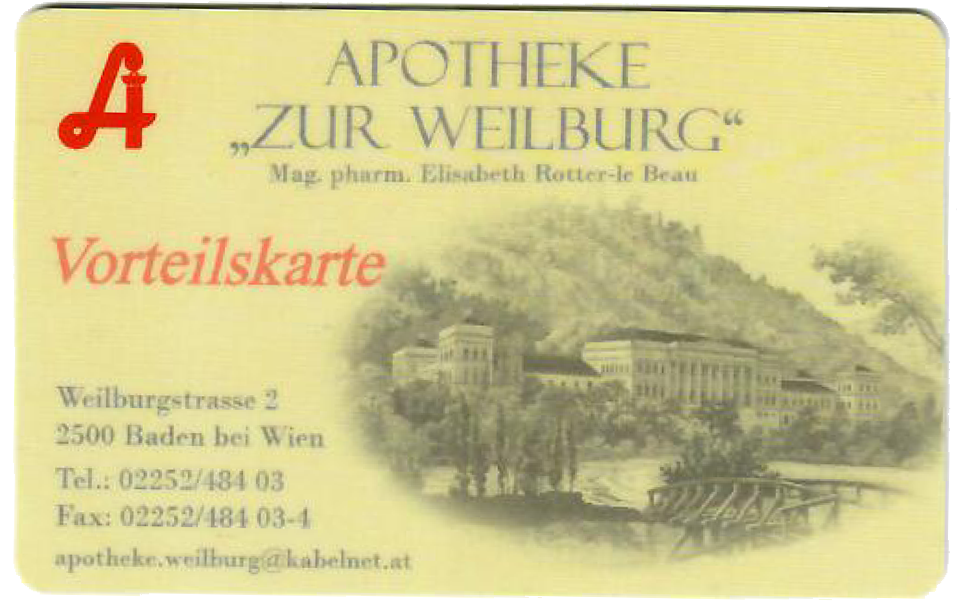 APOTHEKE
„ZUR WEILBURG“
Mag. pharm. Elisabeth Rotter-le Beau
Vorteilskarte
Weilburgstrasse 2
2500 Baden bei Wien
Tel.: 02252/484 03
Fax: 02252/484 03-4
apotheke.weilburg@kabelnet.at